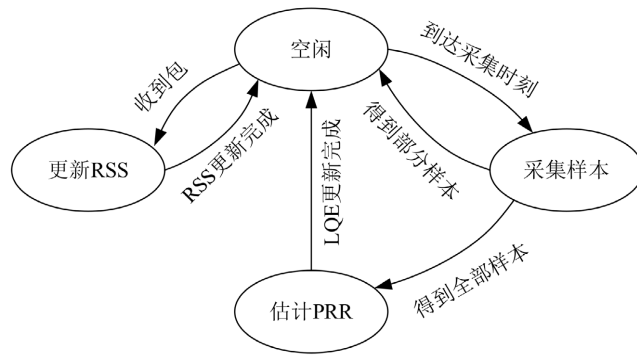 空闲
到达采集时刻
收到包
得到部分样本
RSS更新完成
LQE更新完成
更新RSS
采集样本
得到全部样本
估计PRR